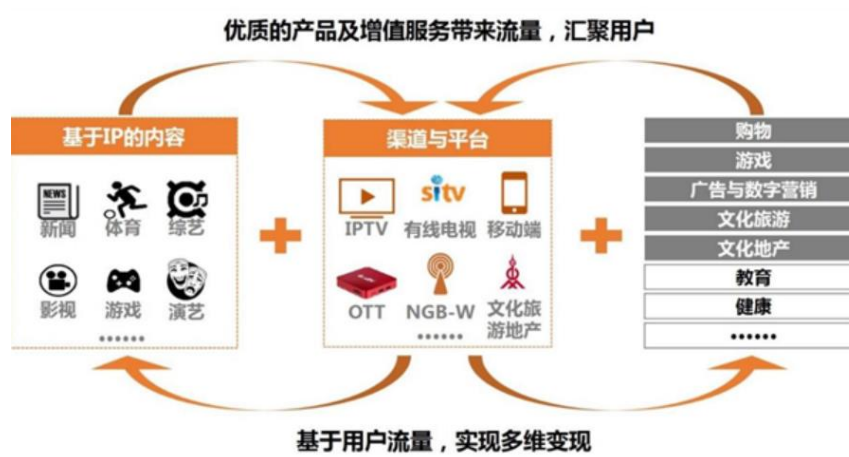 优质的产品及增值服务带来流量，汇聚用户
基于IP的内容
NEWS
新闻
体育
综艺
影视
游戏
演艺
……
渠道与平台
sitv
IPTV
有线电视
移动端
OTT
NGB-W
文化旅
游地产
……
购物
游戏
广告与数字营销
文化旅游
文化地产
教育
健康
……
基于用户流量，实现多维变现